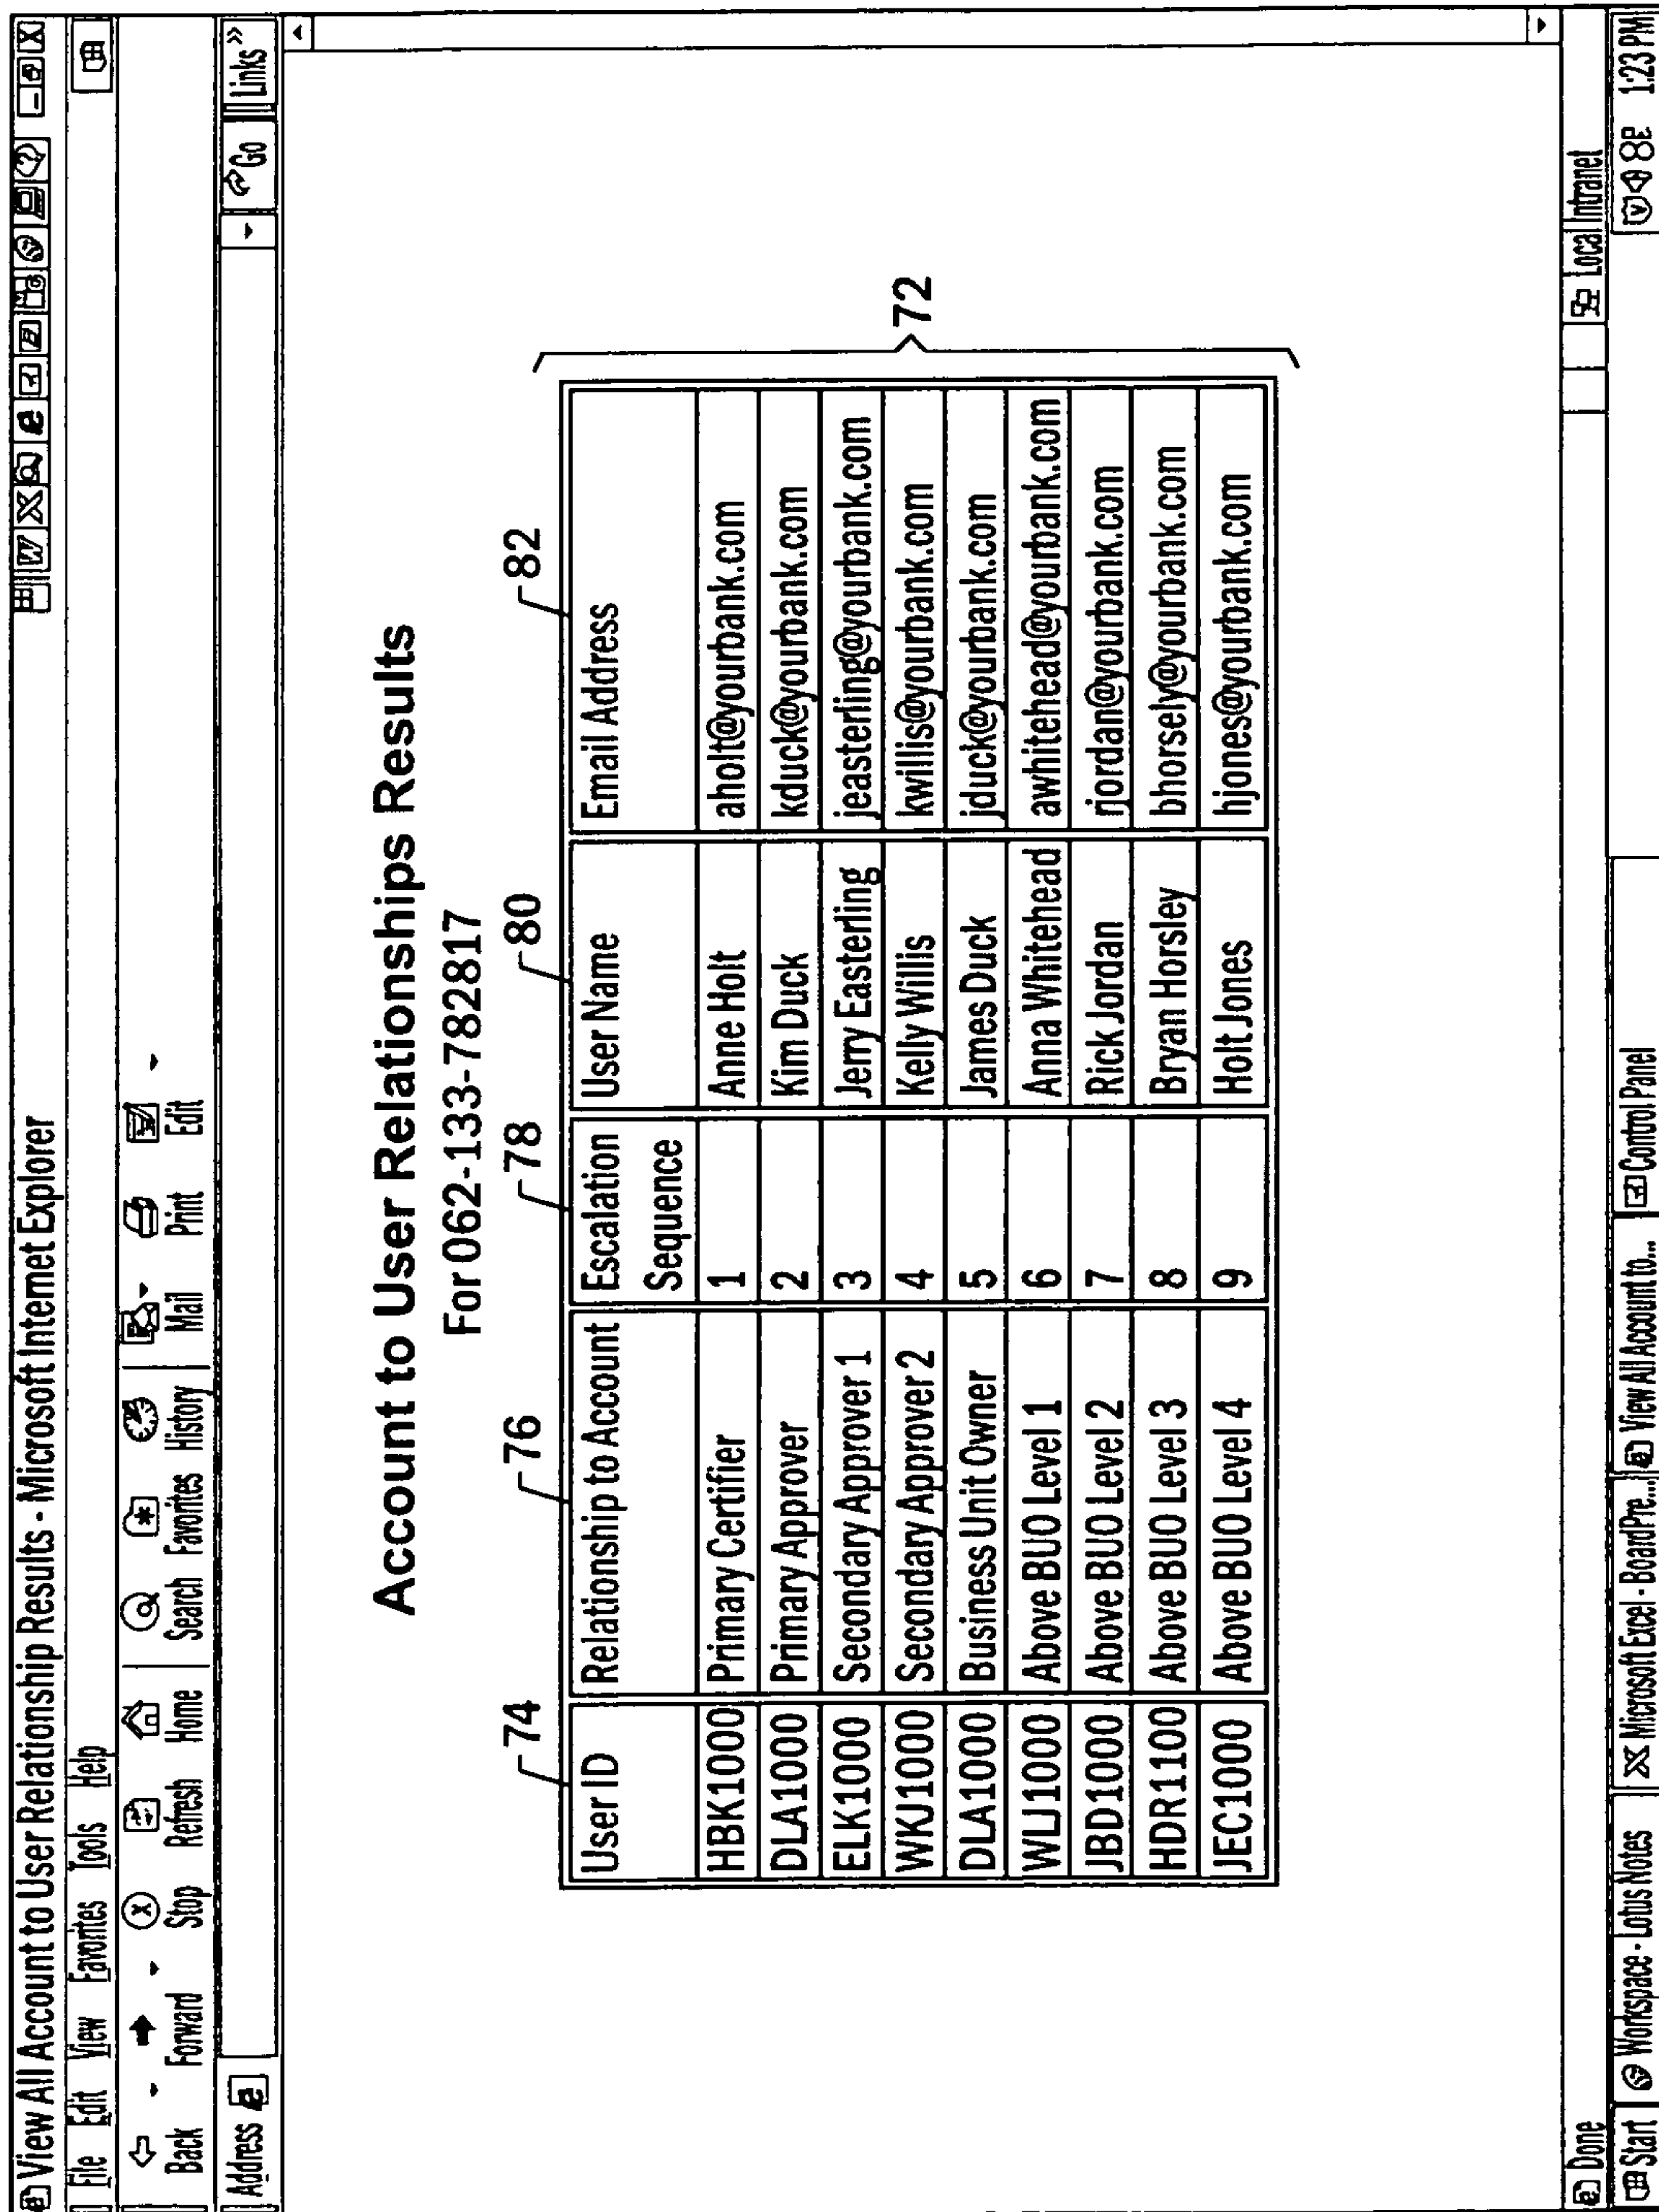 View All Account to User Relationship Results - Microsoft Internet Explorer
File Edit View Favorites Tools Help
Back Forward Stop Refresh Home Search Favorites History Mail Print Edit
Address Go Links »
Account to User Relationships Results
For 062-133-782817
74 76 78 80 82
User ID Relationship to Account Escalation Sequence User Name Email Address
HBK1000 Primary Certifier 1 Anne Holt aholt@yourbank.com
DLA1000 Primary Approver 2 Kim Duck kduck@yourbank.com
ELK1000 Secondary Approver 1 3 Jerry Easterling jeasterling@yourbank.com
WKJ1000 Secondary Approver 2 4 Kelly Willis kwillis@yourbank.com
DLA1000 Business Unit Owner 5 James Duck jduck@yourbank.com
WLJ1000 Above BUO Level 1 6 Anna Whitehead awhitehead@yourbank.com
JBD1000 Above BUO Level 2 7 Rick Jordan rjordan@yourbank.com
HDR1100 Above BUO Level 3 8 Bryan Horsley bhorsely@yourbank.com
JEC1000 Above BUO Level 4 9 Holt Jones hjones@yourbank.com
72
Done Local Intranet
Start Workspace - Lotus Notes Microsoft Excel - BoardPre... View All Account to... Control Panel 1:23 PM